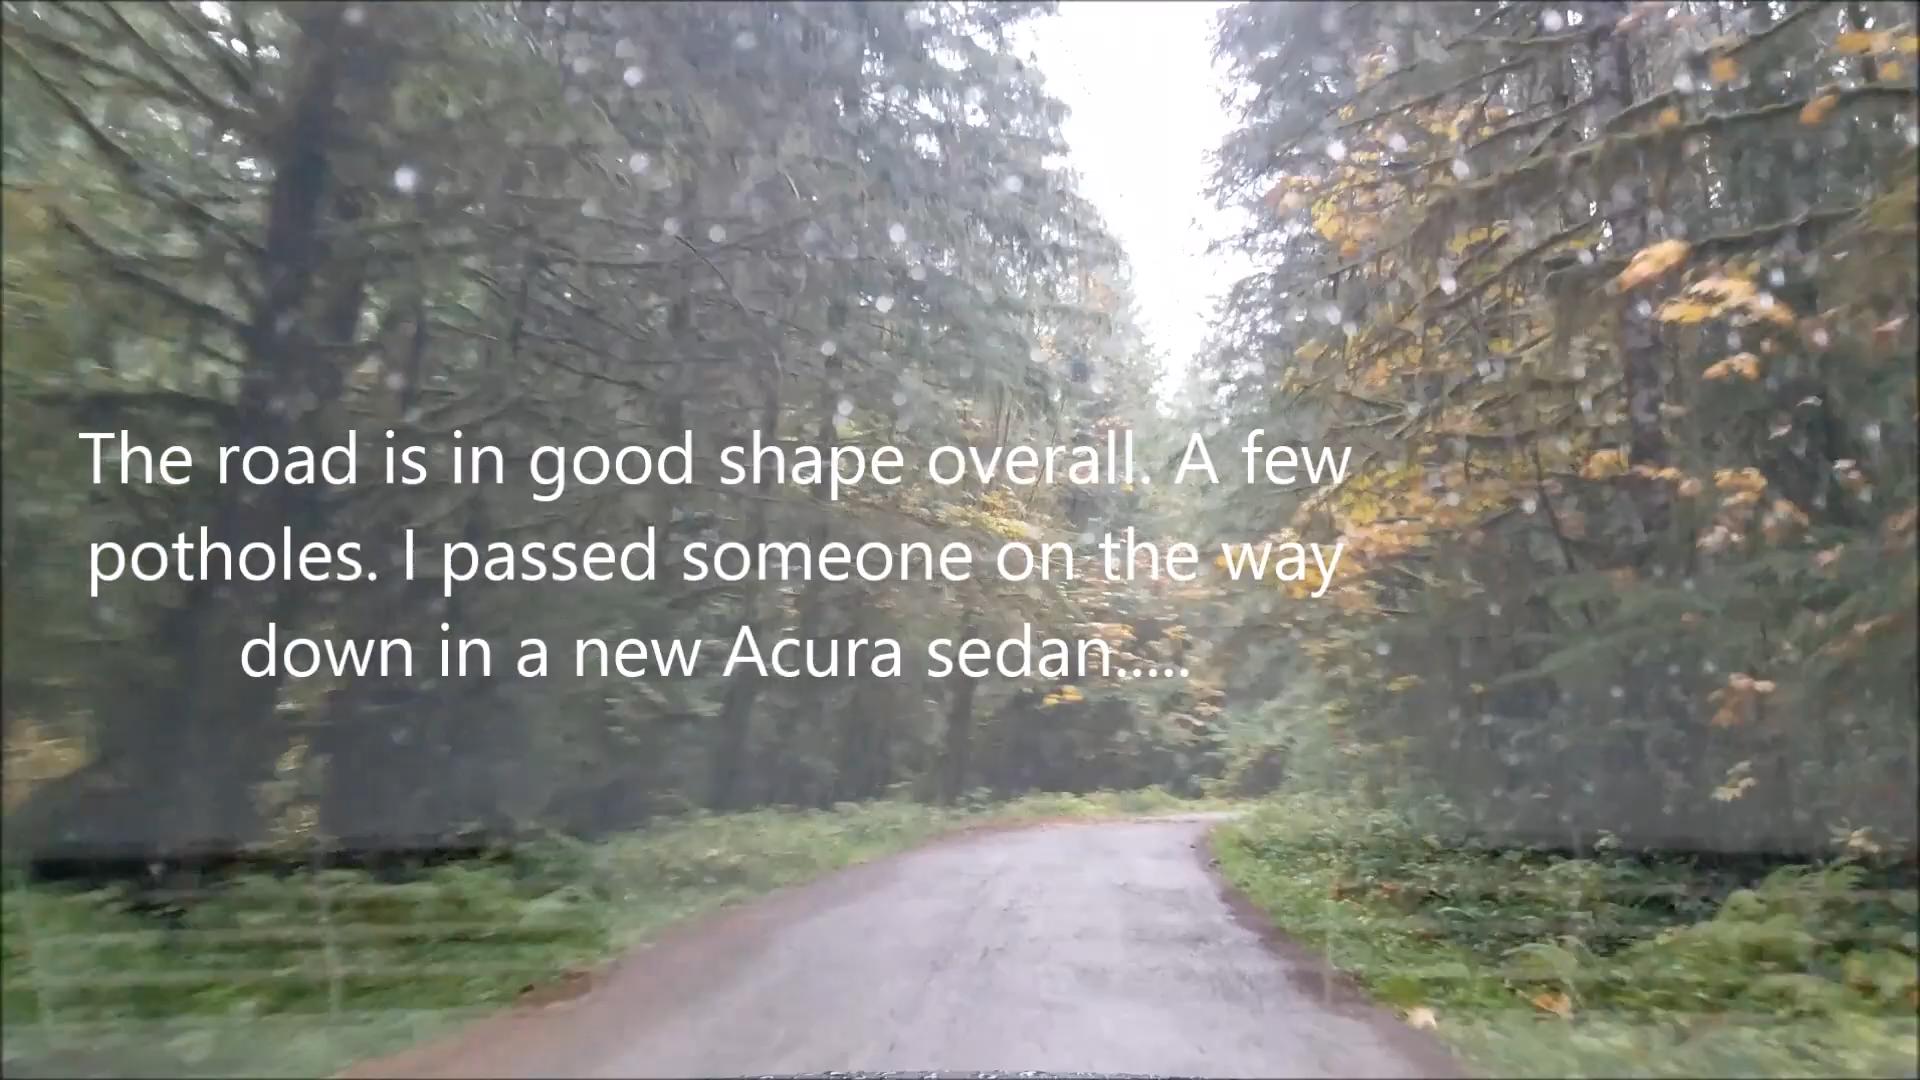 The road is in good shape overall. A few
potholes. I passed someone on the way
down in a new Acura sedan.....